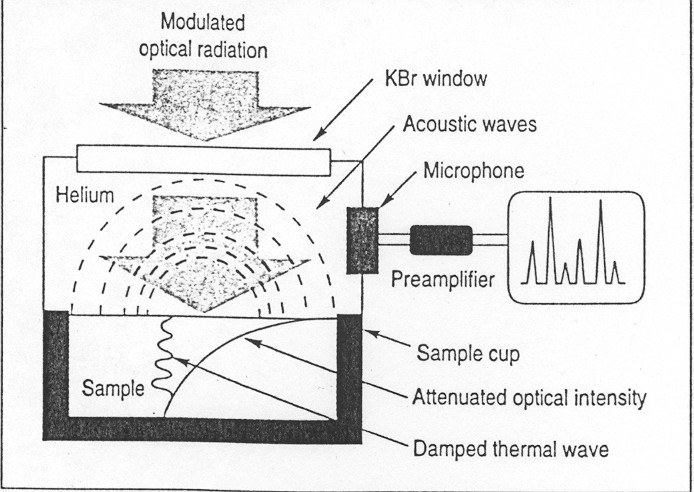 Modulated
optical radiation
KBr window
Acoustic waves
Helium
Microphone
Preamplifier
Sample cup
Sample
Attenuated optical intensity
Damped thermal wave